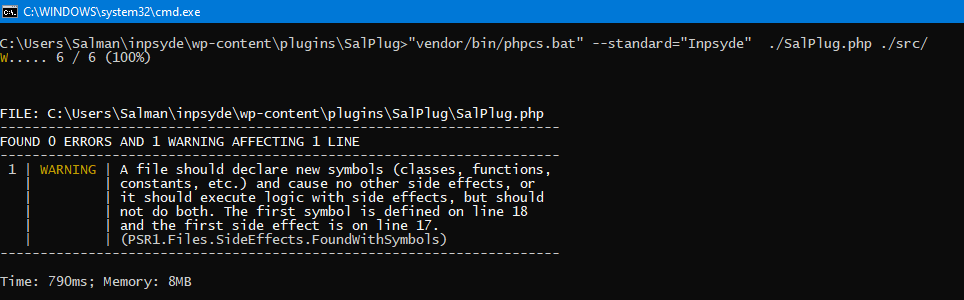 C:\WINDOWS\system32\cmd.exe
C:\Users\Salman\inpsyde\wp-content\plugins\SalPlug>"vendor/bin/phpcs.bat" --standard="Inpsyde"  ./SalPlug.php ./src/
W..... 6 / 6 (100%)
FILE: C:\Users\Salman\inpsyde\wp-content\plugins\SalPlug\SalPlug.php
----------------------------------------------------------------------
FOUND 0 ERRORS AND 1 WARNING AFFECTING 1 LINE
----------------------------------------------------------------------
 1 | WARNING | A file should declare new symbols (classes, functions,
   |         | constants, etc.) and cause no other side effects, or
   |         | it should execute logic with side effects, but should
   |         | not do both. The first symbol is defined on line 18
   |         | and the first side effect is on line 17.
   |         | (PSR1.Files.SideEffects.FoundWithSymbols)
----------------------------------------------------------------------
Time: 790ms; Memory: 8MB